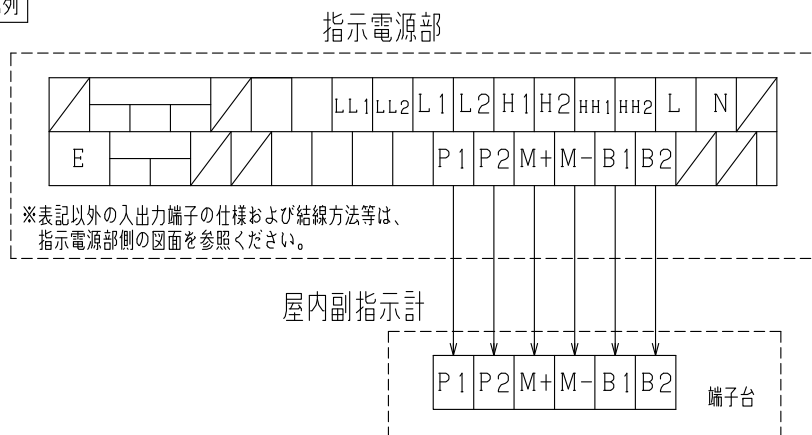 列
指示電源部
LL1 LL2 L1 L2 H1 H2 HH1 HH2 L N
E P1 P2 M+ M- B1 B2
※表記以外の入出力端子の仕様および結線方法等は、
指示電源部側の図面を参照ください。
屋内副指示計
P1 P2 M+ M- B1 B2
端子台